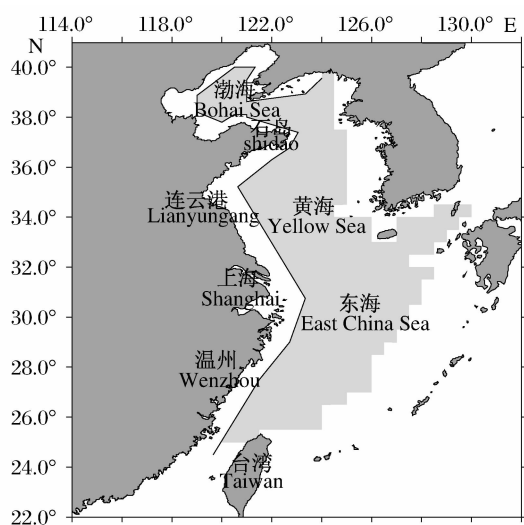 114.0° 118.0° 122.0° 126.0° 130.0° E
N
40.0°
38.0°
36.0°
34.0°
32.0°
30.0°
28.0°
26.0°
24.0°
22.0°
渤海
Bohai Sea
石岛
shidao
连云港
Lianyungang
黄海
Yellow Sea
上海
Shanghai
东海
East China Sea
温州
Wenzhou
台湾
Taiwan